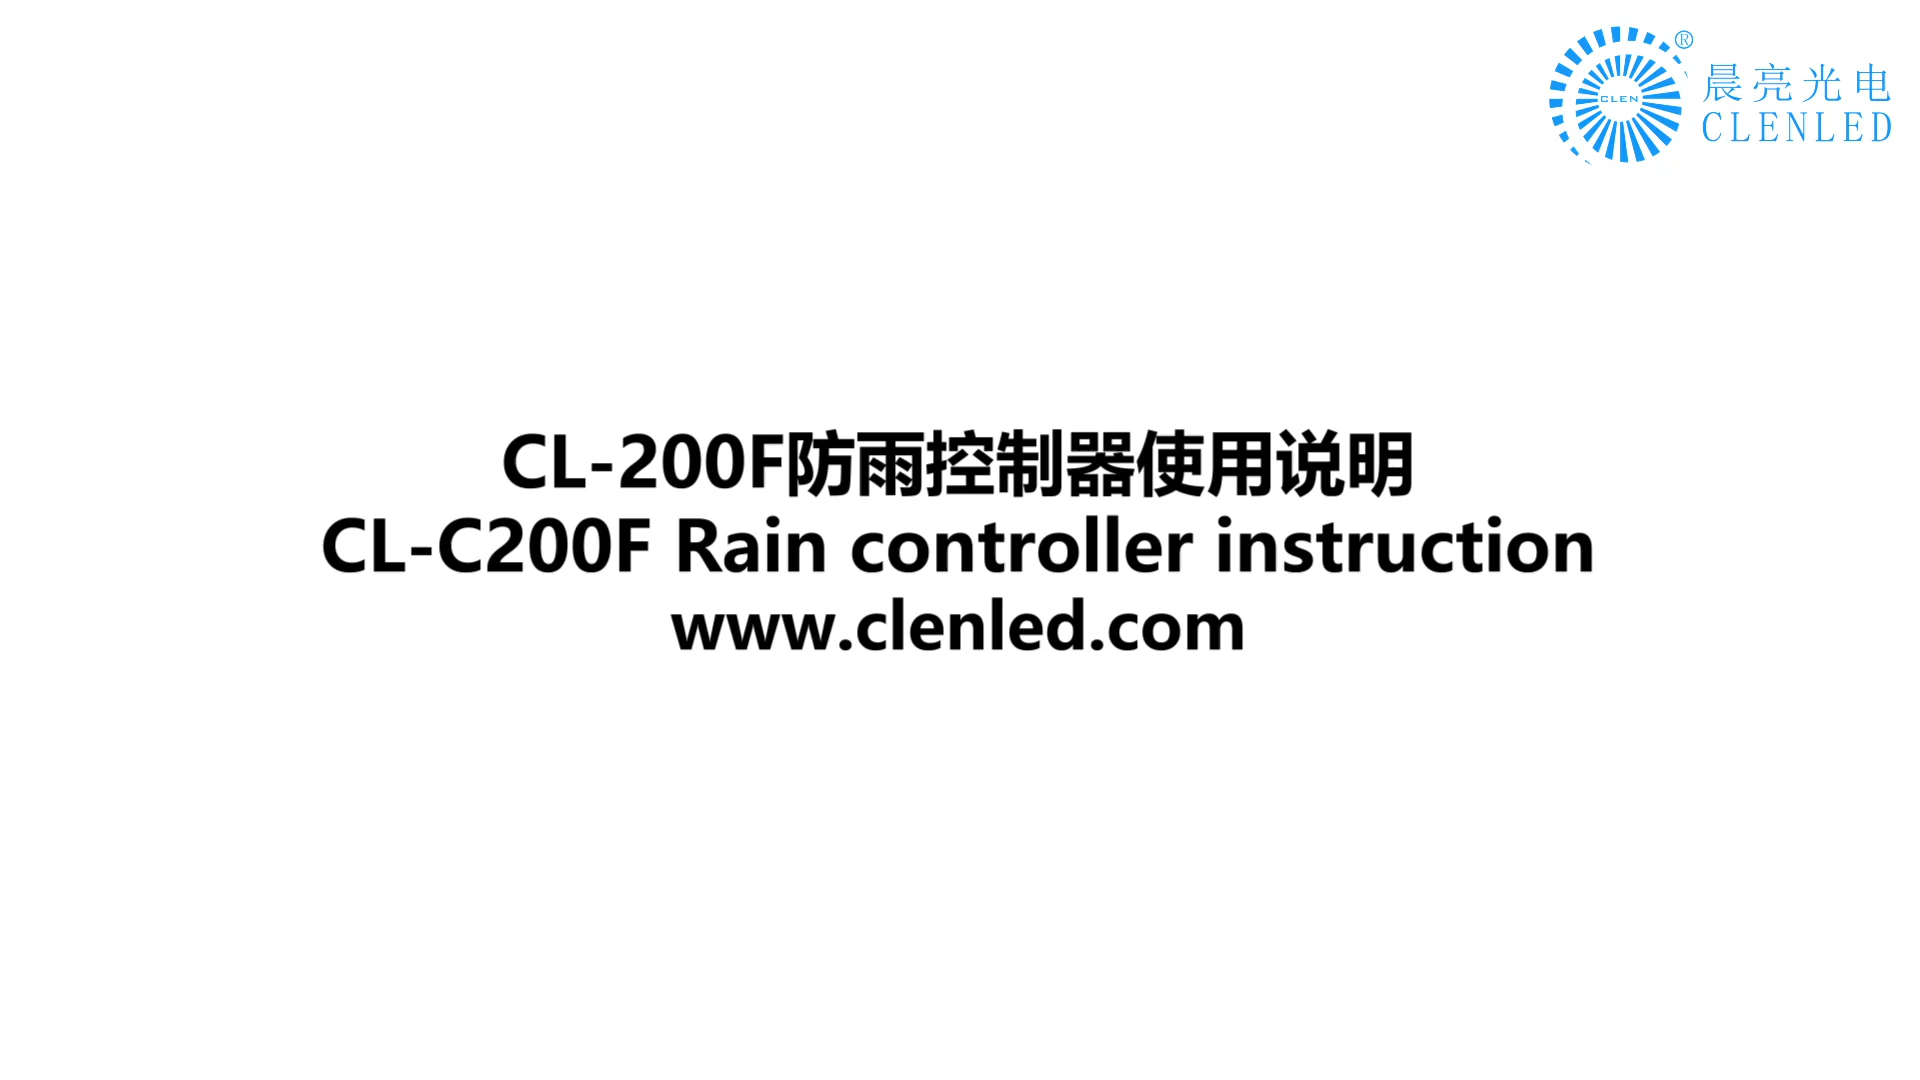 CLEN
®
晨亮光电
CLENLED
CL-200F防雨控制器使用说明
CL-C200F Rain controller instruction
www.clenled.com